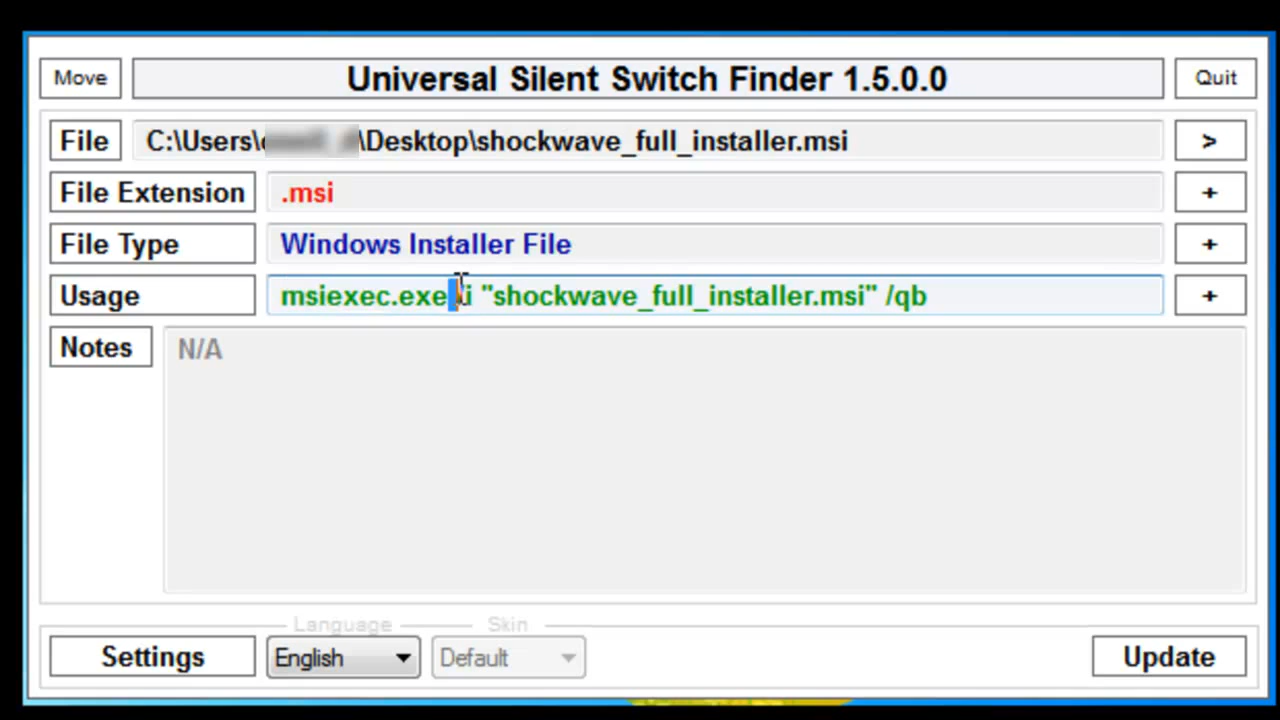 Move Universal Silent Switch Finder 1.5.0.0 Quit
File C:\Users\ \Desktop\shockwave_full_installer.msi >
File Extension .msi +
File Type Windows Installer File +
Usage msiexec.exe /i "shockwave_full_installer.msi" /qb +
Notes N/A
Language Skin
Settings English Default Update